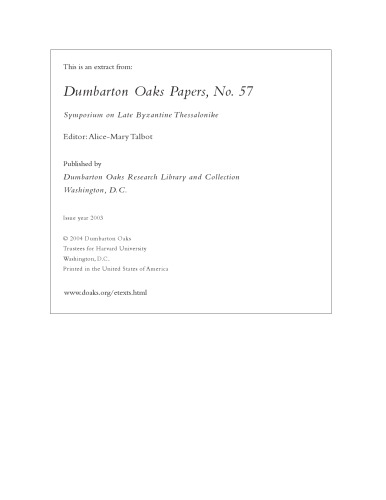 This is an extract from:
Dumbarton Oaks Papers, No. 57
Symposium on Late Byzantine Thessalonike
Editor: Alice-Mary Talbot
Published by
Dumbarton Oaks Research Library and Collection
Washington, D.C.
Issue year 2003
© 2004 Dumbarton Oaks
Trustees for Harvard University
Washington, D.C.
Printed in the United States of America
www.doaks.org/etexts.html